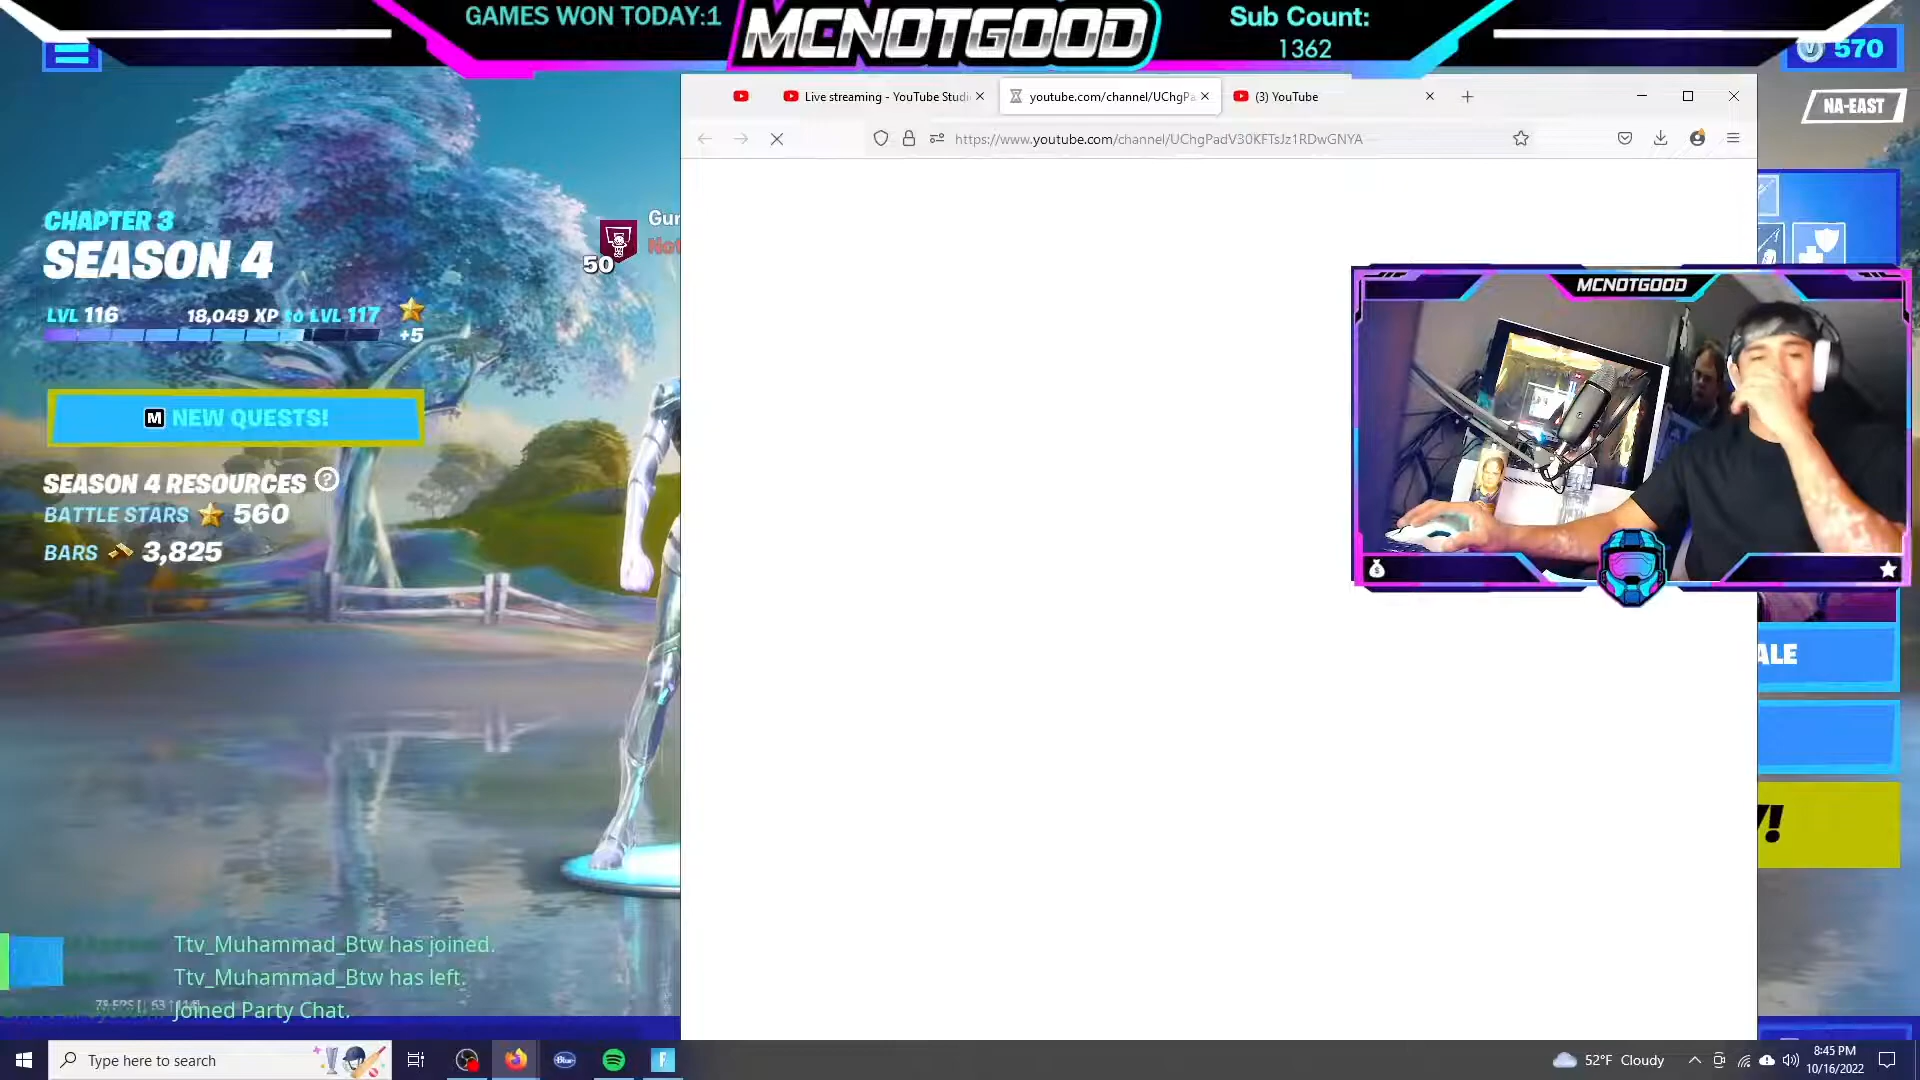 GAMES WON TODAY:1
MCNOTGOOD
Sub Count:
1362
570
NA-EAST
Live streaming - YouTube Studi
youtube.com/channel/UChgPa
(3) YouTube
https://www.youtube.com/channel/UChgPadV30KFTsJz1RDwGNYA
CHAPTER 3
SEASON 4
LVL 116
18,049 XP to LVL 117
+5
50
Gur
Not
M NEW QUESTS!
SEASON 4 RESOURCES ?
BATTLE STARS 560
BARS 3,825
MCNOTGOOD
ALE
Y!
Ttv_Muhammad_Btw has joined.
Ttv_Muhammad_Btw has left.
Joined Party Chat.
Type here to search
52°F Cloudy
8:45 PM
10/16/2022